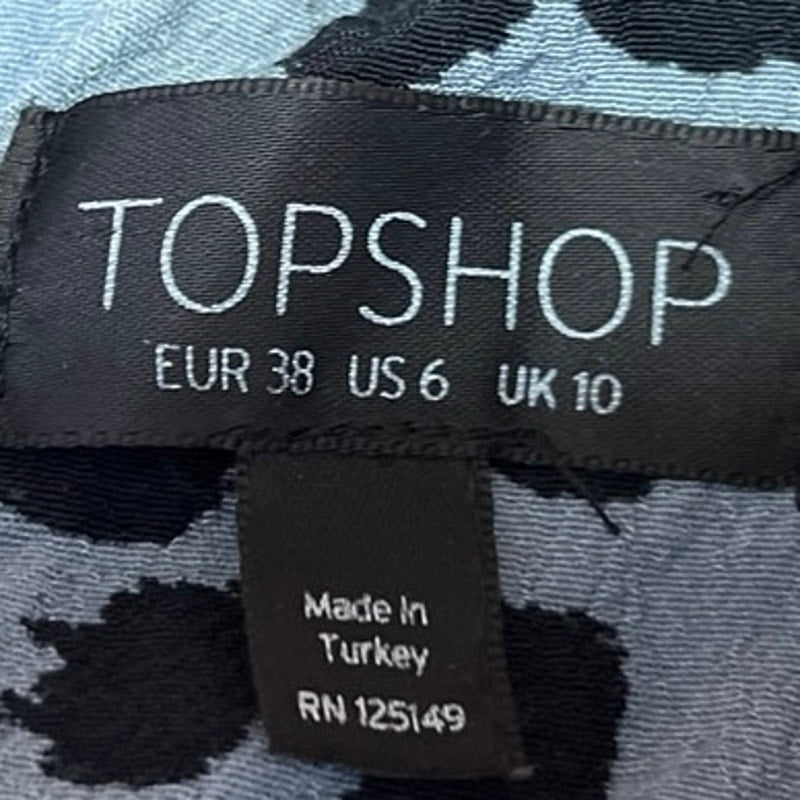 TOPSHOP
EUR 38 US 6 UK 10
Made In
Turkey
RN 125149